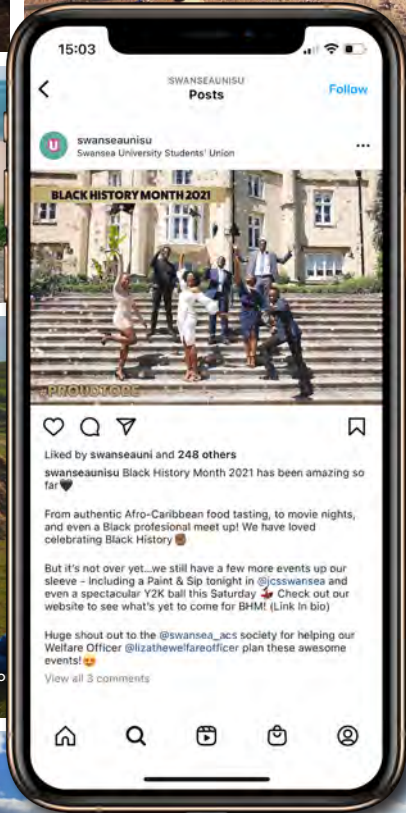 15:03
SWANSEAUNISU
Posts
Follow
swanseaunisu
Swansea University Students' Union
BLACK HISTORY MONTH 2021
#PROUDTOBE
Liked by swanseauni and 248 others
swanseaunisu Black History Month 2021 has been amazing so
far🖤
From authentic Afro-Caribbean food tasting, to movie nights,
and even a Black profesional meet up! We have loved
celebrating Black History ✊🏿
But it's not over yet...we still have a few more events up our
sleeve - Including a Paint & Sip tonight in @jcsswansea and
even a spectacular Y2K ball this Saturday 💃 Check out our
website to see what's yet to come for BHM! (Link In bio)
Huge shout out to the @swansea_acs society for helping our
Welfare Officer @lizathewelfareofficer plan these awesome
events!😍
View all 3 comments